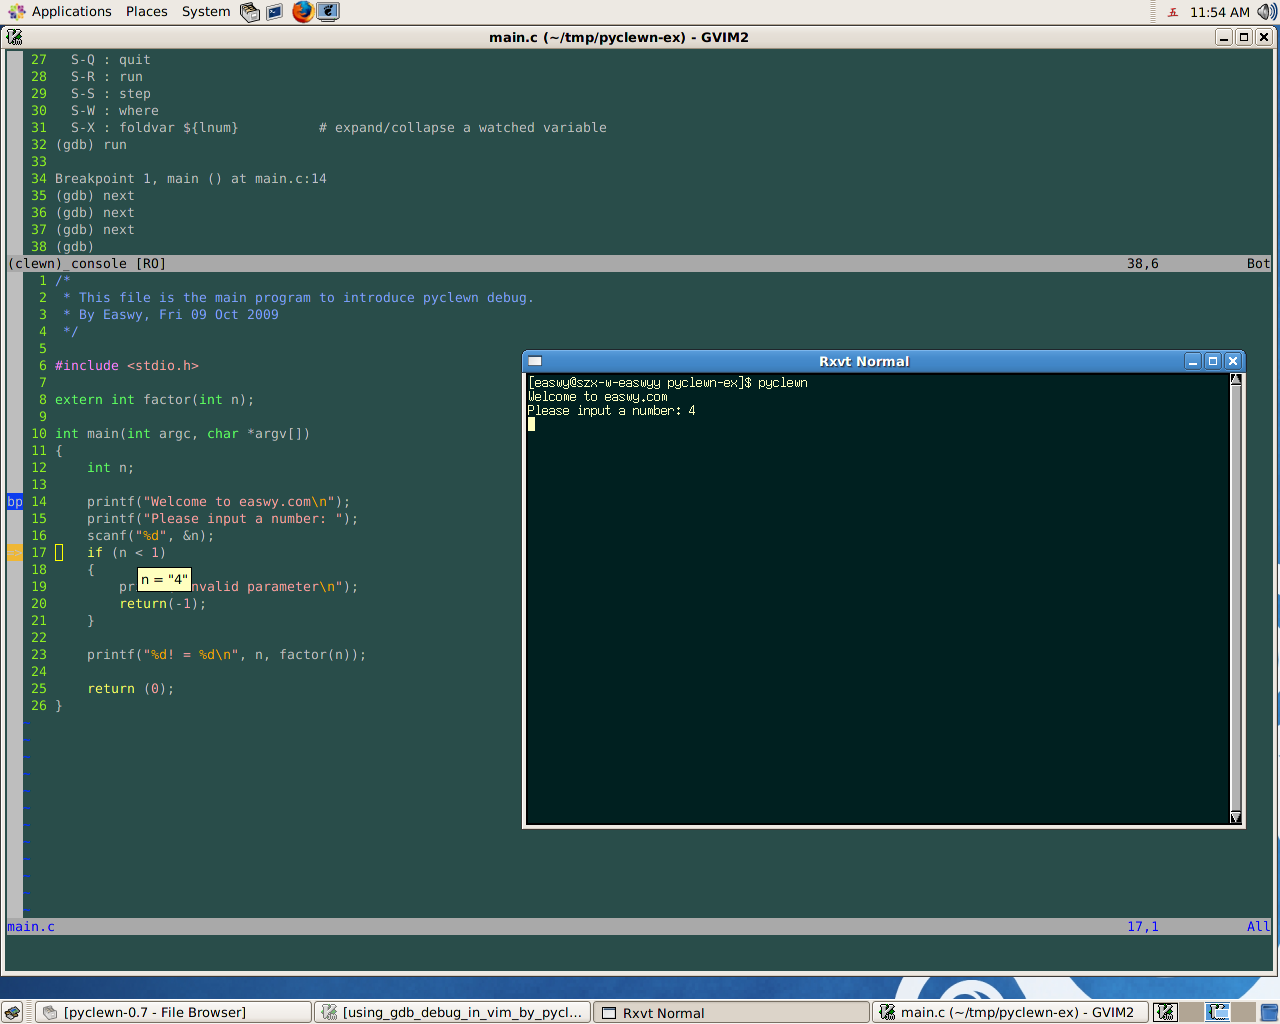 Applications Places System 五 11:54 AM
main.c (~/tmp/pyclewn-ex) - GVIM2
27 S-Q : quit
28 S-R : run
29 S-S : step
30 S-W : where
31 S-X : foldvar ${lnum} # expand/collapse a watched variable
32 (gdb) run
33
34 Breakpoint 1, main () at main.c:14
35 (gdb) next
36 (gdb) next
37 (gdb) next
38 (gdb)
(clewn)_console [RO] 38,6 Bot
1 /*
2 * This file is the main program to introduce pyclewn debug.
3 * By Easwy, Fri 09 Oct 2009
4 */
5
6 #include <stdio.h>
7
8 extern int factor(int n);
9
10 int main(int argc, char *argv[])
11 {
12 int n;
13
bp 14 printf("Welcome to easwy.com\n");
15 printf("Please input a number: ");
16 scanf("%d", &n);
17 if (n < 1)
18 {
n = "4"
19 pr nvalid parameter\n");
20 return(-1);
21 }
22
23 printf("%d! = %d\n", n, factor(n));
24
25 return (0);
26 }
~
~
~
~
~
~
~
~
~
~
~
~
main.c 17,1 All
Rxvt Normal
[easwy@szx-w-easwyy pyclewn-ex]$ pyclewn
Welcome to easwy.com
Please input a number: 4
[pyclewn-0.7 - File Browser] [using_gdb_debug_in_vim_by_pycl... Rxvt Normal main.c (~/tmp/pyclewn-ex) - GVIM2